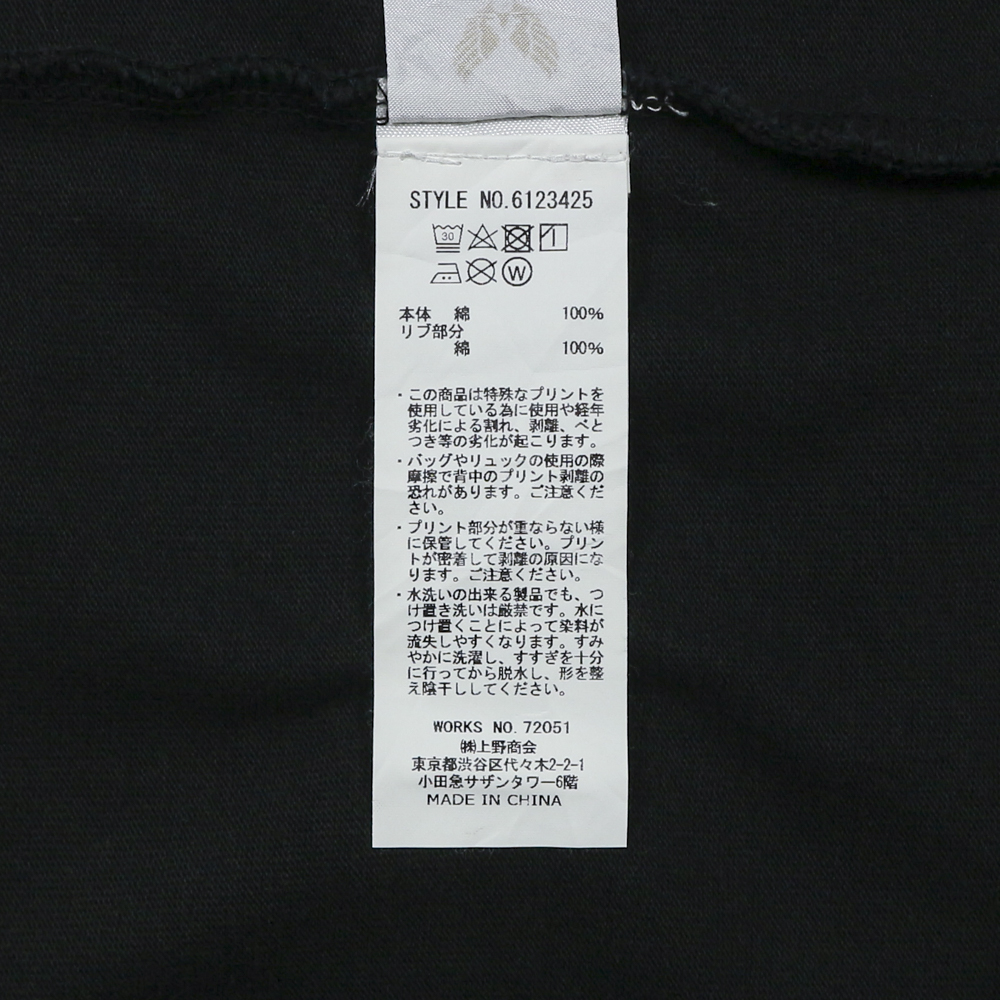 STYLE NO.6123425
30
W
本体 綿 100%
リブ部分
綿 100%
・この商品は特殊なプリントを
使用している為に使用や経年
劣化による割れ、剥離、べと
つき等の劣化が起こります。
・バッグやリュックの使用の際
摩擦で背中のプリント剥離の
恐れがあります。ご注意くだ
さい。
・プリント部分が重ならない様
に保管してください。プリン
トが密着して剥離の原因にな
ります。ご注意ください。
・水洗いの出来る製品でも、つ
け置き洗いは厳禁です。水に
つけ置くことによって染料が
流失しやすくなります。すみ
やかに洗濯し、すすぎを十分
に行ってから脱水し、形を整
え陰干ししてください。
WORKS NO. 72051
㈱上野商会
東京都渋谷区代々木2-2-1
小田急サザンタワー6階
MADE IN CHINA